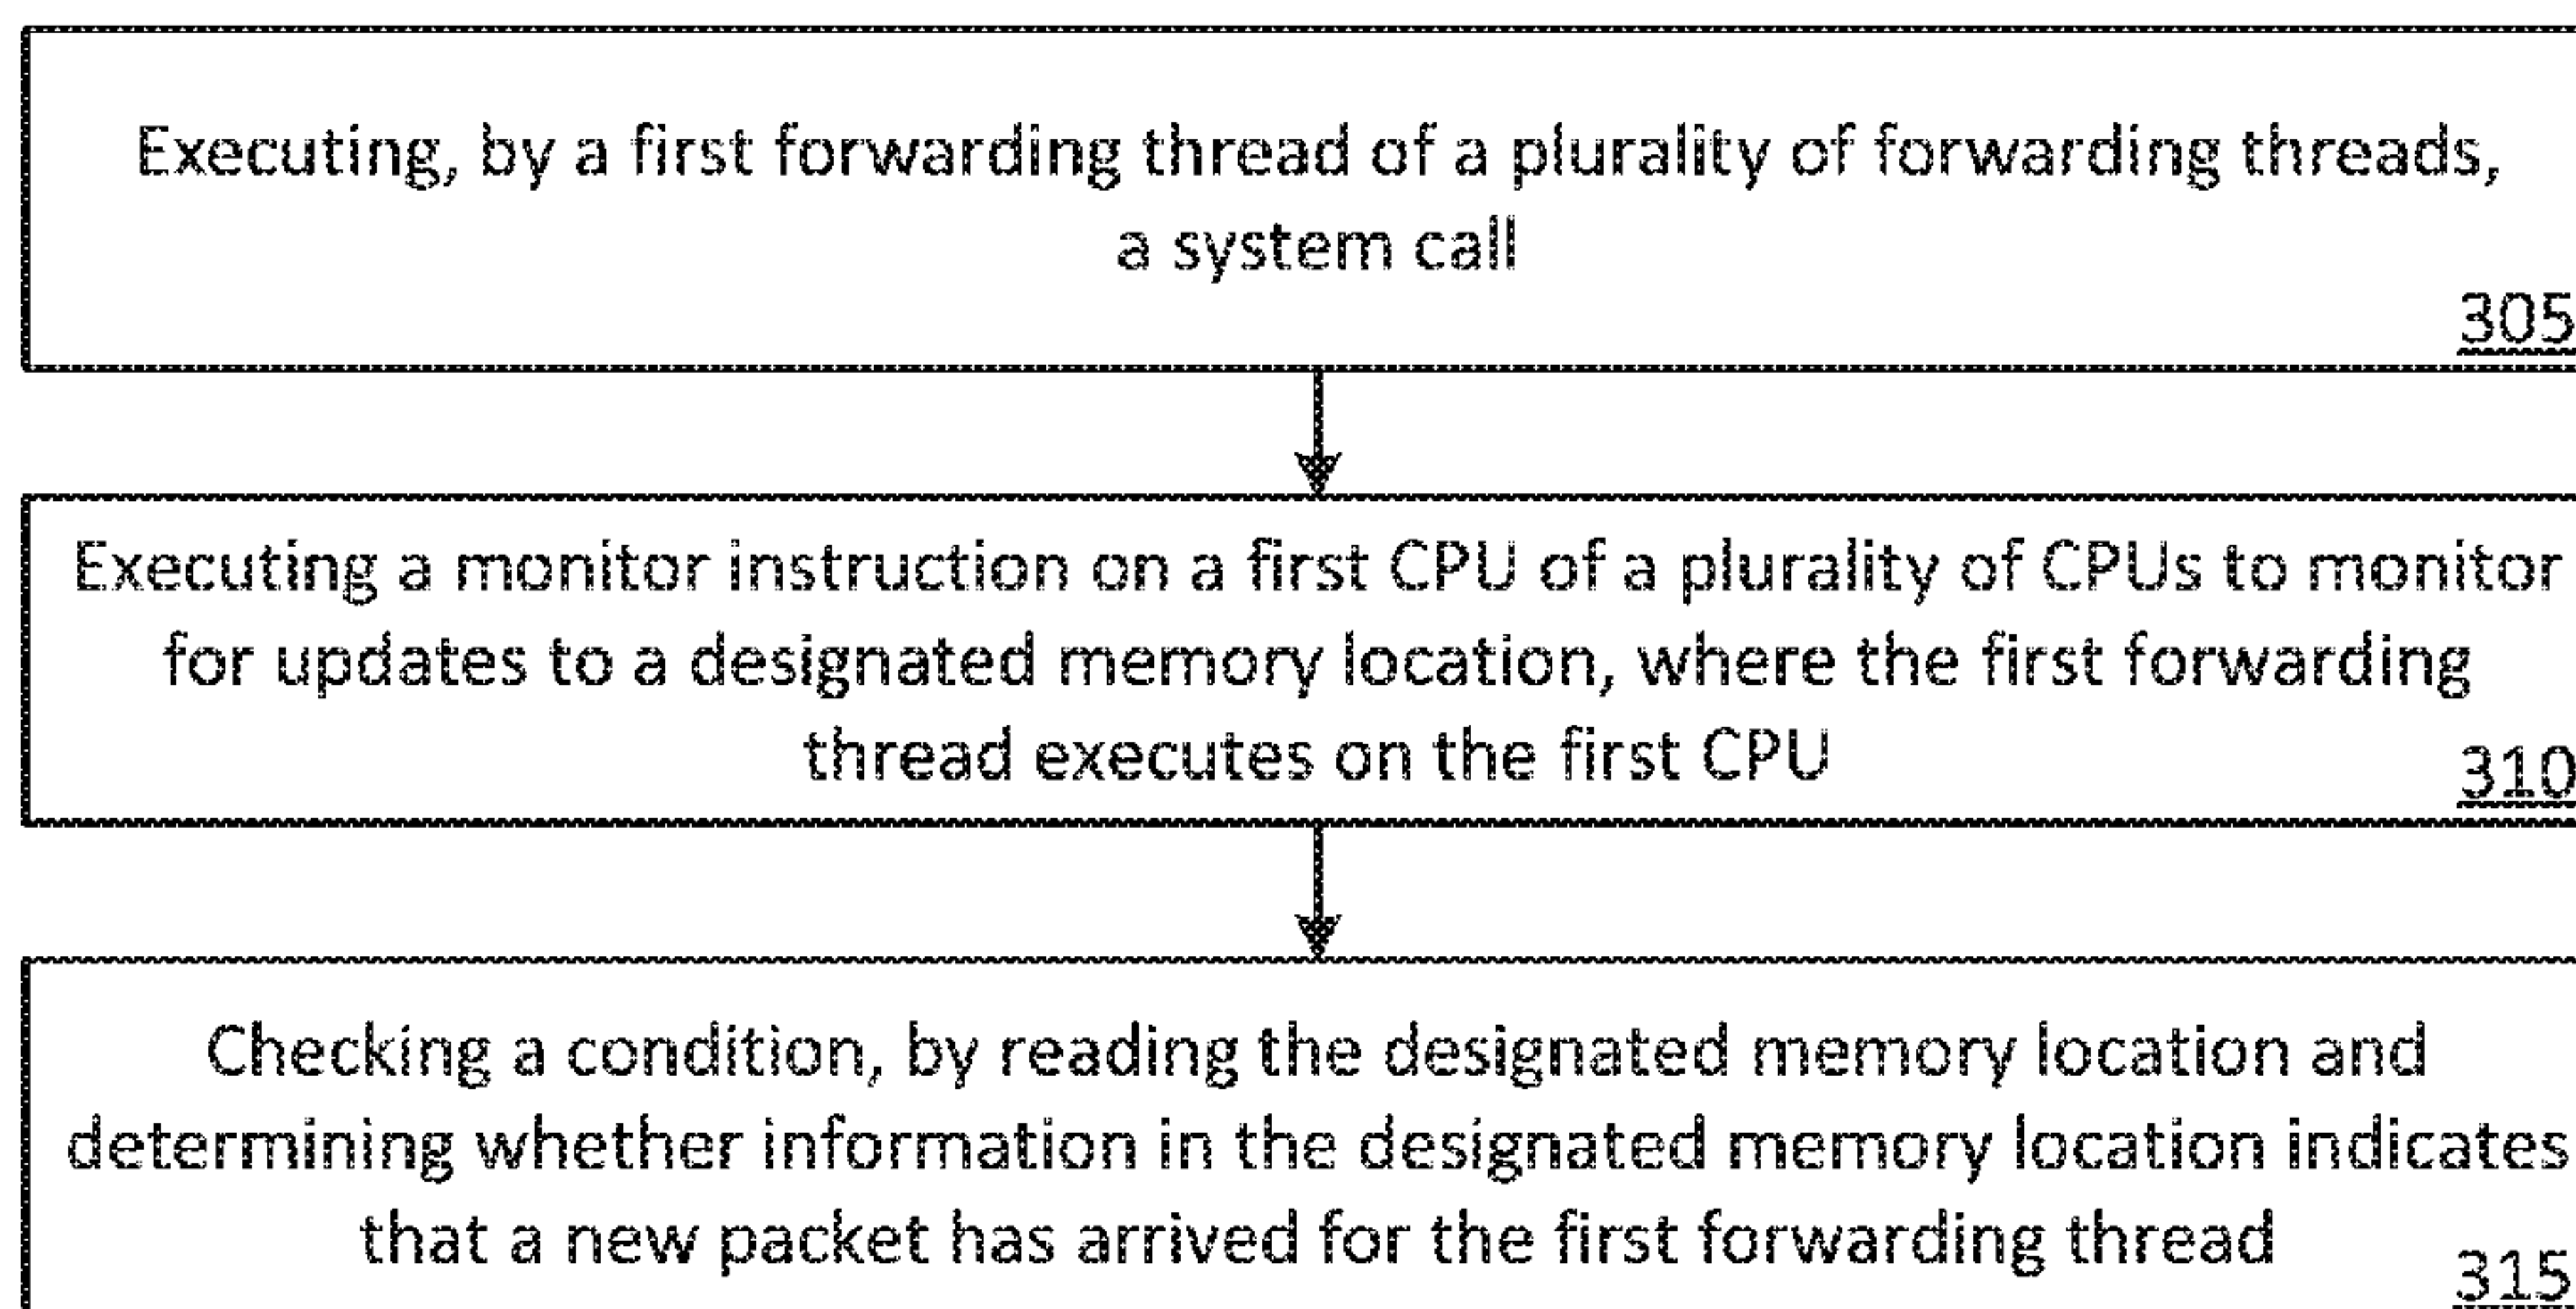 Executing, by a first forwarding thread of a plurality of forwarding threads,
a system call
305
Executing a monitor instruction on a first CPU of a plurality of CPUs to monitor
for updates to a designated memory location, where the first forwarding
thread executes on the first CPU
310
Checking a condition, by reading the designated memory location and
determining whether information in the designated memory location indicates
that a new packet has arrived for the first forwarding thread
315